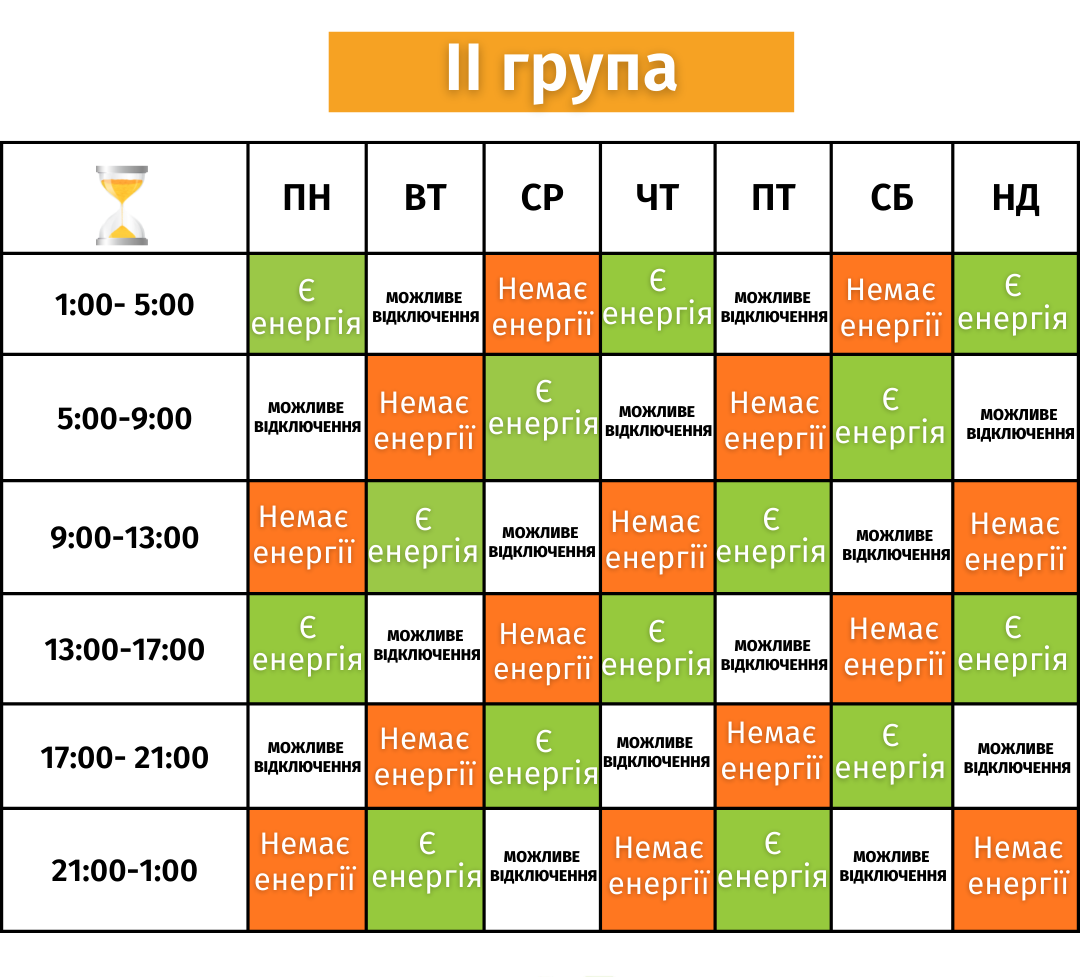 II група
ПН ВТ СР ЧТ ПТ СБ НД
1:00- 5:00
Є
енергія
МОЖЛИВЕ
ВІДКЛЮЧЕННЯ
Немає
енергії
Є
енергія
МОЖЛИВЕ
ВІДКЛЮЧЕННЯ
Немає
енергії
Є
енергія
5:00-9:00
МОЖЛИВЕ
ВІДКЛЮЧЕННЯ
Немає
енергії
Є
енергія
МОЖЛИВЕ
ВІДКЛЮЧЕННЯ
Немає
енергії
Є
енергія
МОЖЛИВЕ
ВІДКЛЮЧЕННЯ
9:00-13:00
Немає
енергії
Є
енергія
МОЖЛИВЕ
ВІДКЛЮЧЕННЯ
Немає
енергії
Є
енергія
МОЖЛИВЕ
ВІДКЛЮЧЕННЯ
Немає
енергії
13:00-17:00
Є
енергія
МОЖЛИВЕ
ВІДКЛЮЧЕННЯ
Немає
енергії
Є
енергія
МОЖЛИВЕ
ВІДКЛЮЧЕННЯ
Немає
енергії
Є
енергія
17:00- 21:00
МОЖЛИВЕ
ВІДКЛЮЧЕННЯ
Немає
енергії
Є
енергія
МОЖЛИВЕ
ВІДКЛЮЧЕННЯ
Немає
енергії
Є
енергія
МОЖЛИВЕ
ВІДКЛЮЧЕННЯ
21:00-1:00
Немає
енергії
Є
енергія
МОЖЛИВЕ
ВІДКЛЮЧЕННЯ
Немає
енергії
Є
енергія
МОЖЛИВЕ
ВІДКЛЮЧЕННЯ
Немає
енергії